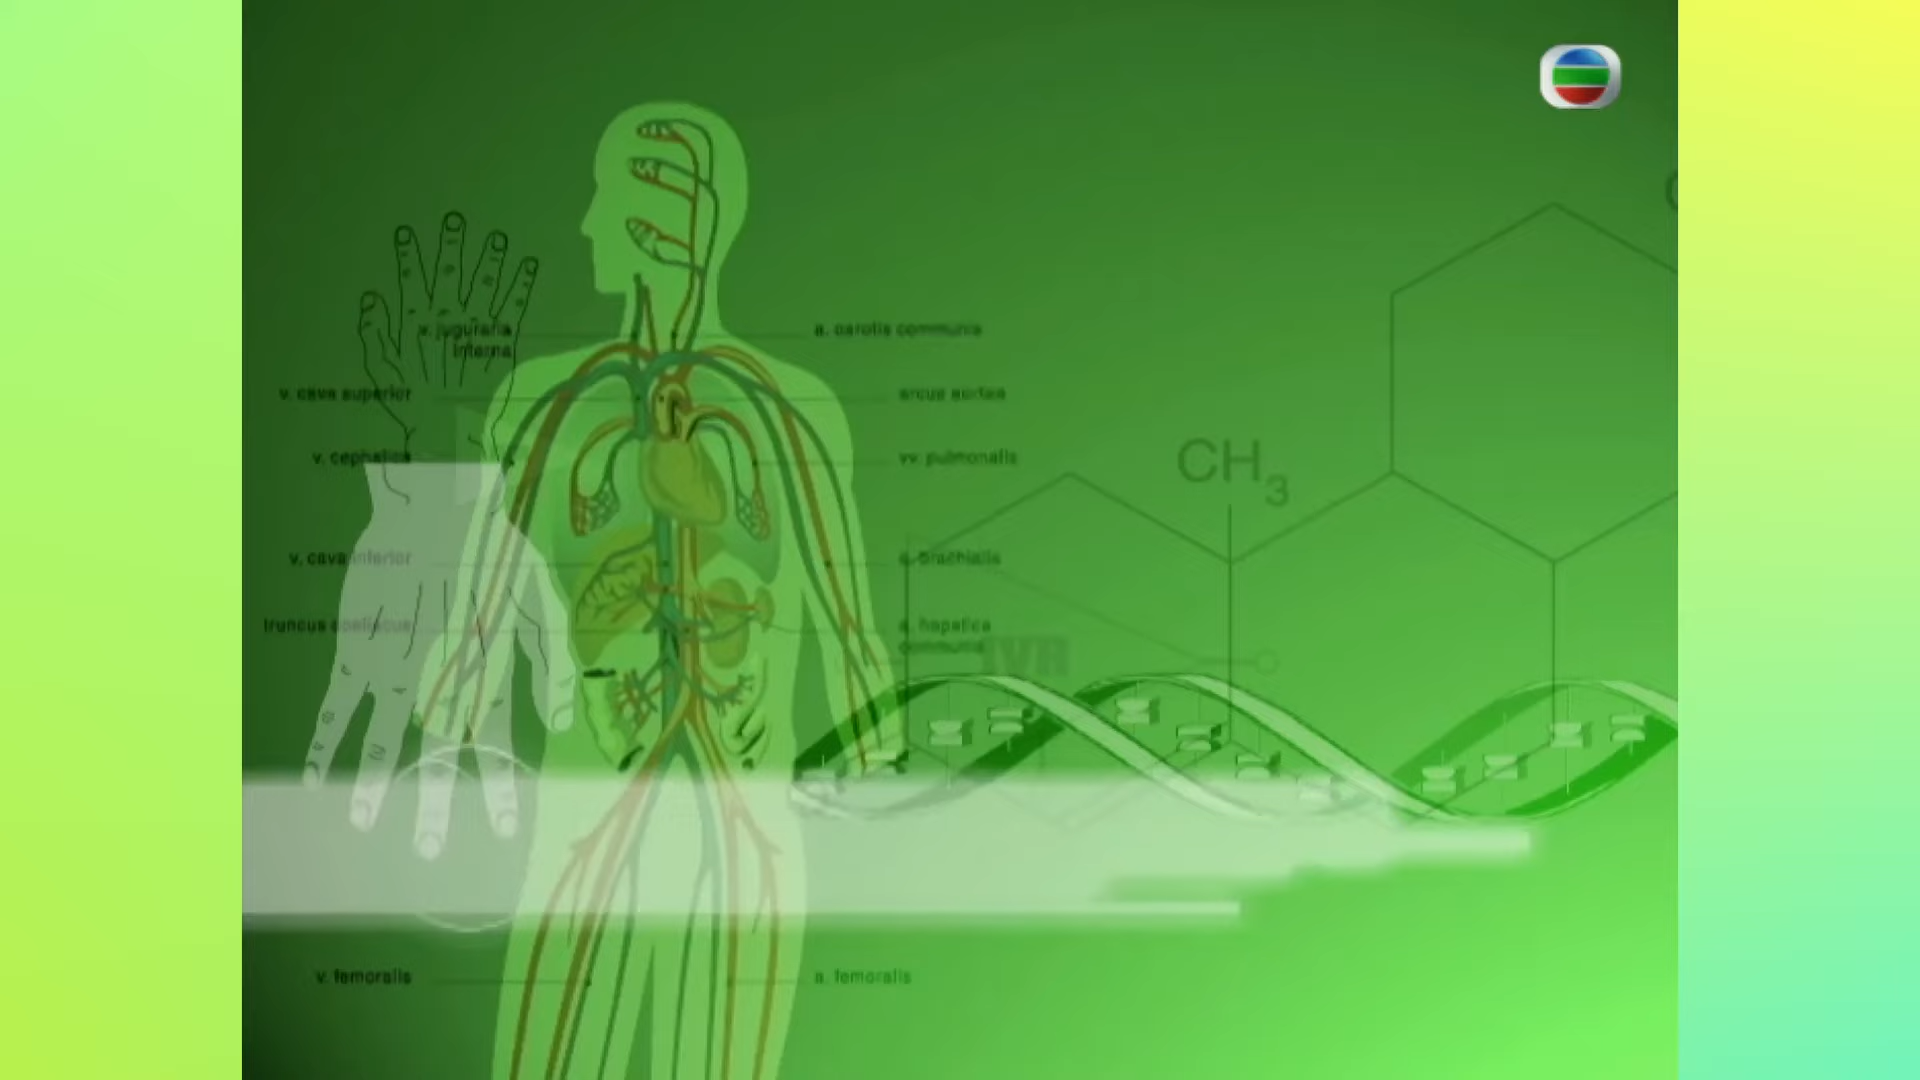 v. jugularis
interna
a. carotis communis
v. cava superior
arcus aortae
v. cephalica
vv. pulmonalis
CH3
v. cava inferior
a. brachialis
truncus coeliacus
a. hepatica
communis
v. femoralis
a. femoralis